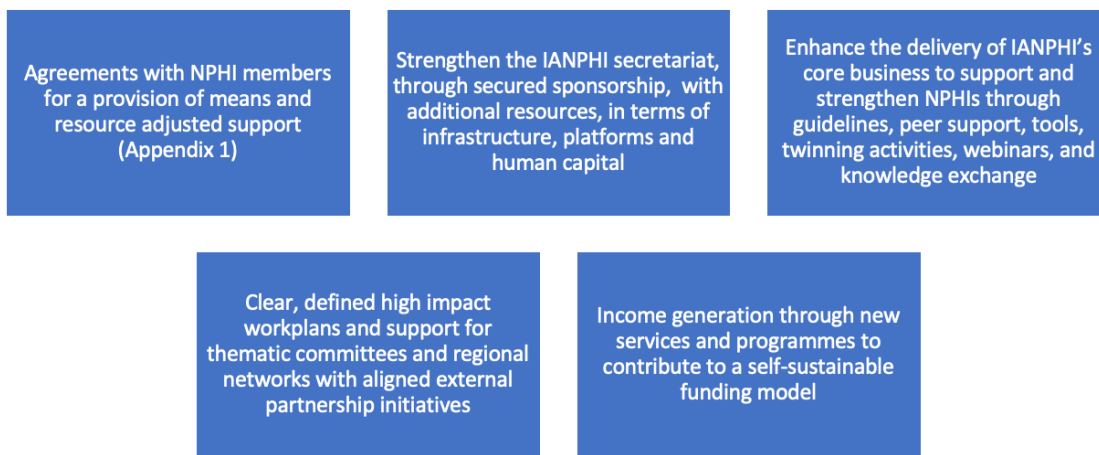 Agreements with NPHI members
for a provision of means and
resource adjusted support
(Appendix 1)
Strengthen the IANPHI secretariat,
through secured sponsorship, with
additional resources, in terms of
infrastructure, platforms and
human capital
Enhance the delivery of IANPHI’s
core business to support and
strengthen NPHIs through
guidelines, peer support, tools,
twinning activities, webinars, and
knowledge exchange
Clear, defined high impact
workplans and support for
thematic committees and regional
networks with aligned external
partnership initiatives
Income generation through new
services and programmes to
contribute to a self-sustainable
funding model